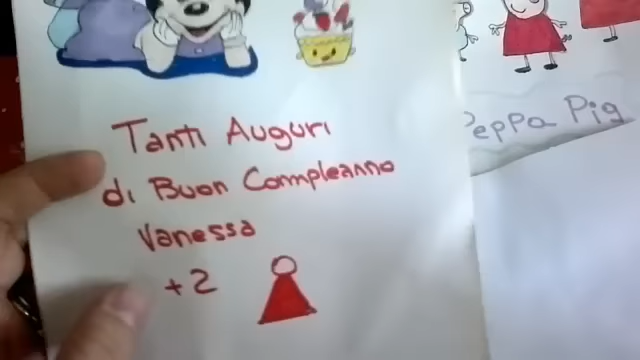 Tanti Auguri
di Buon Compleanno
Vanessa
+2
Peppa Pig